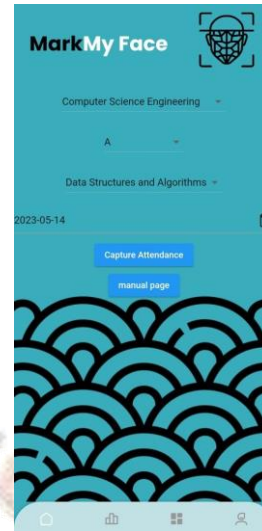 MarkMy Face
Computer Science Engineering
A
Data Structures and Algorithms
2023-05-14
Capture Attendance
manual page